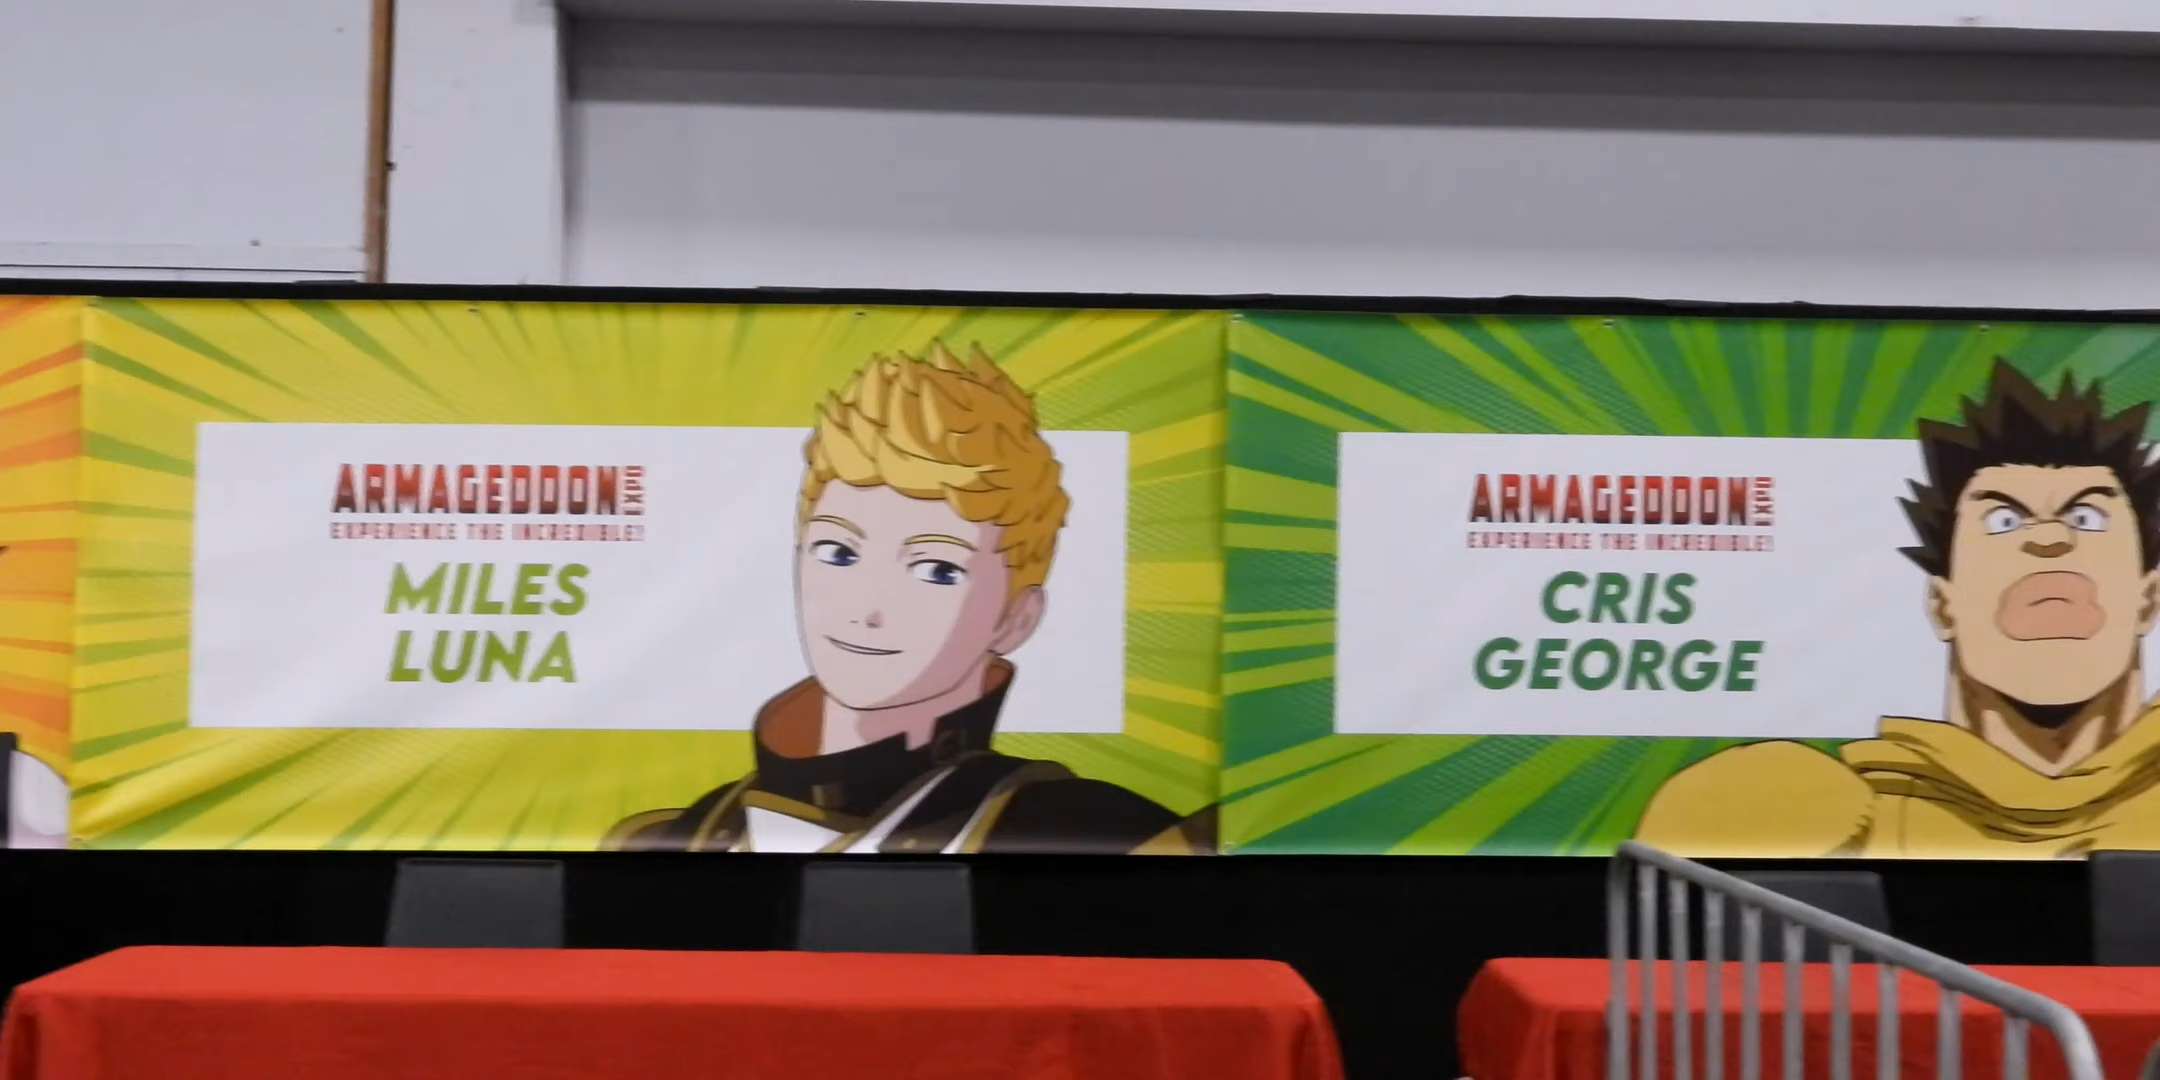 ARMAGEDDON EXPO
EXPERIENCE THE INCREDIBLE!
MILES
LUNA
ARMAGEDDON EXPO
EXPERIENCE THE INCREDIBLE!
CRIS
GEORGE